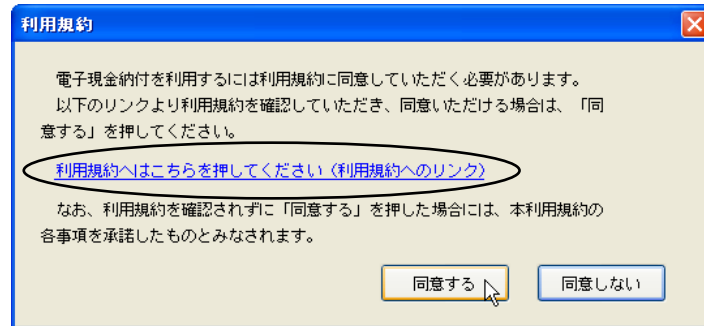 利用規約
電子現金納付を利用するには利用規約に同意していただく必要があります。
以下のリンクより利用規約を確認していただき、同意いただける場合は、「同
意する」を押してください。
利用規約へはこちらを押してください（利用規約へのリンク）
なお、利用規約を確認されずに「同意する」を押した場合には、本利用規約の
各事項を承諾したものとみなされます。
同意する
同意しない